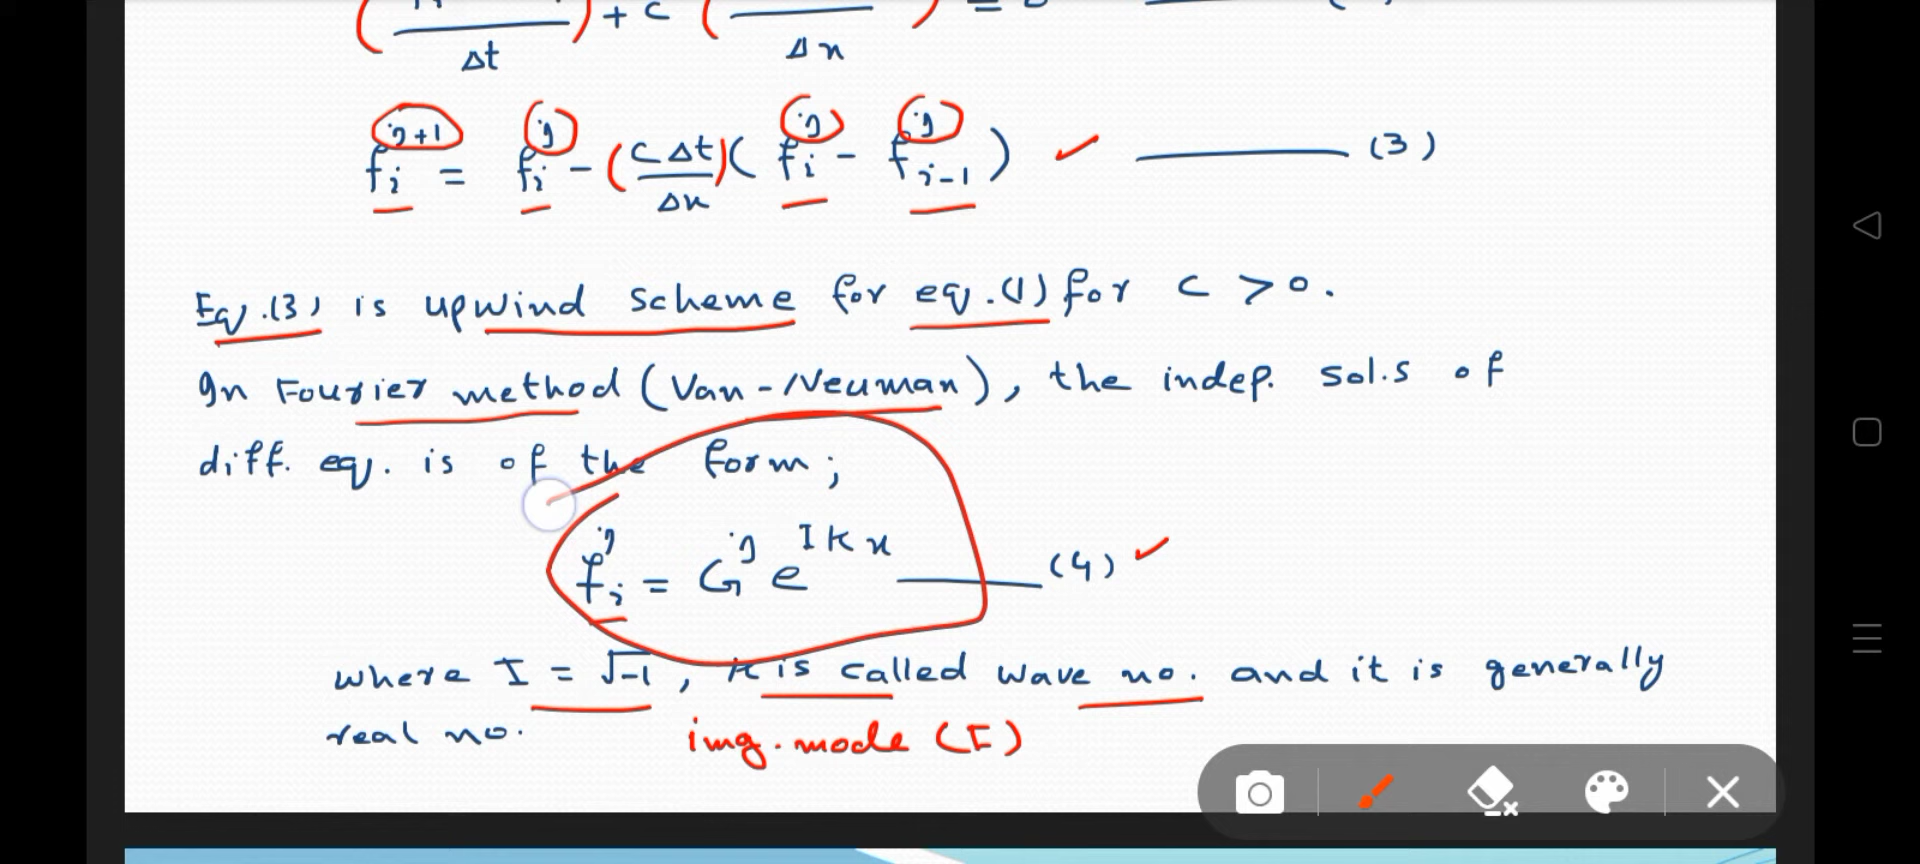 Δt Δx
f_i^{j+1} = f_i^j - (cΔt/Δx)(f_i^j - f_{i-1}^j) (3)
Eq.(3) is upwind scheme for eq.(1) for c > 0.
In Fourier method (Van-Neuman), the indep. sol.s of
diff. eq. is of the form;
f_i^j = G^j e^{Ikx} (4)
where I = √-1, k is called wave no. and it is generally
real no. img. mode (F)